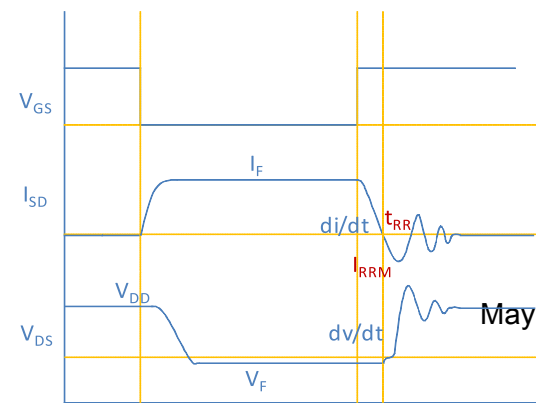 VGS
IF
ISD
di/dt
tRR
IRRM
VDD
VDS
dv/dt
May
VF